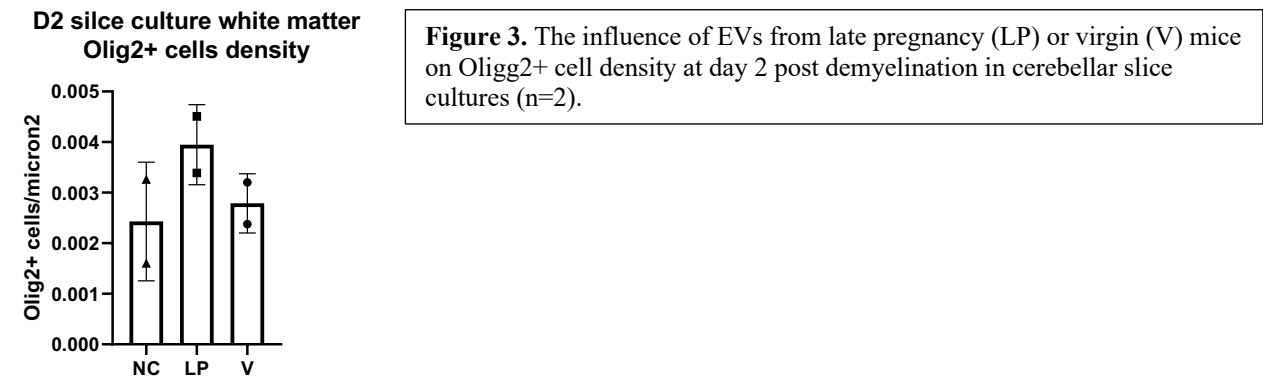 D2 silce culture white matter
Olig2+ cells density
Olig2+ cells/micron2
0.005
0.004
0.003
0.002
0.001
0.000
NC LP V
Figure 3. The influence of EVs from late pregnancy (LP) or virgin (V) mice
on Oligg2+ cell density at day 2 post demyelination in cerebellar slice
cultures (n=2).